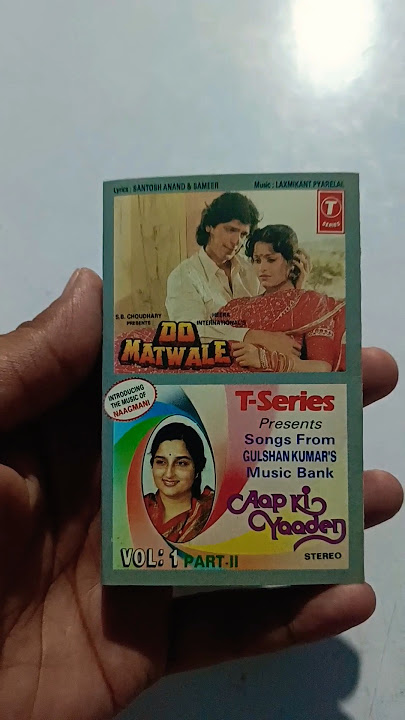 Lyrics : SANTOSH ANAND & SAMEER
Music : LAXMIKANT PYARELAL
T
SERIES
S.B. CHOUDHARY
PRESENTS
HEERA
INTERNATIONAL'S
DO
MATWALE
INTRODUCING
THE MUSIC OF
NAAGMANI
T-Series
Presents
Songs From
GULSHAN KUMAR'S
Music Bank
Aap Ki
Yaaden
VOL: 1 PART-II
STEREO